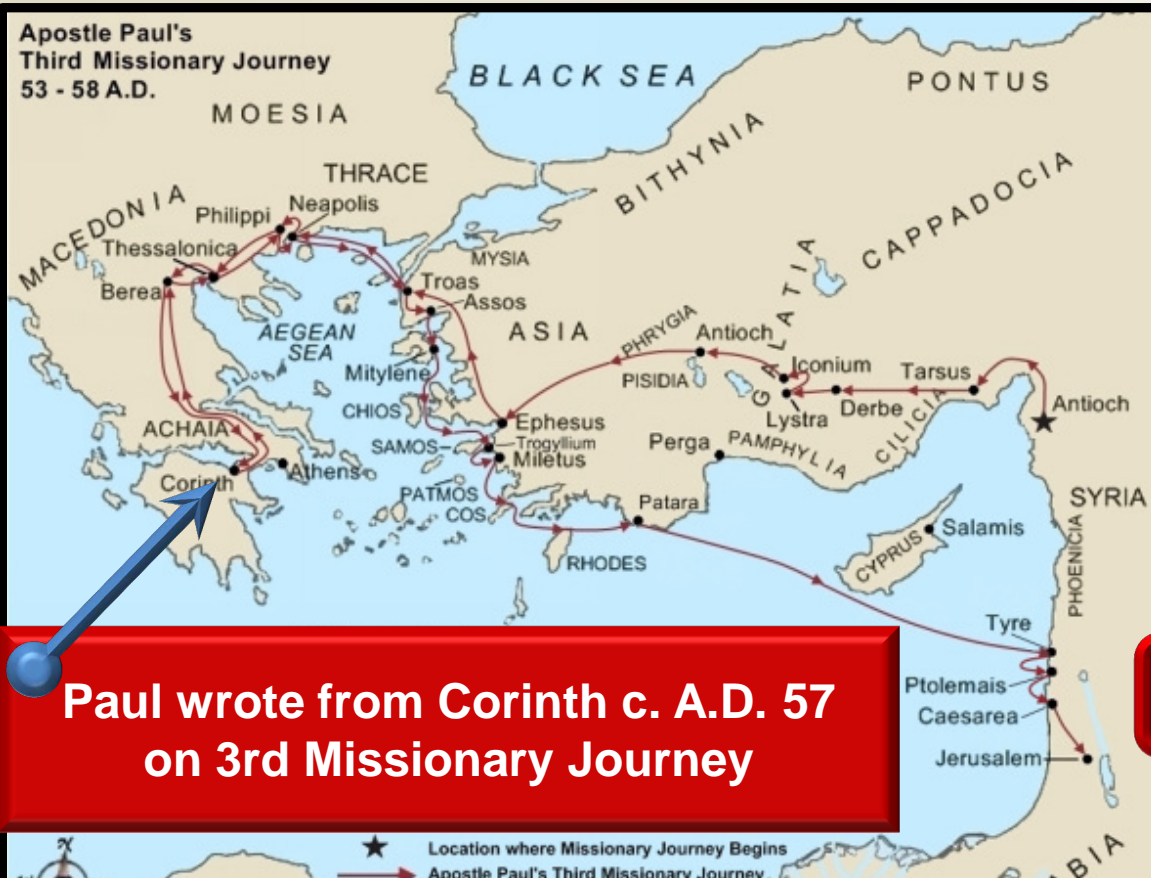 Apostle Paul's
Third Missionary Journey
53 - 58 A.D.
BLACK SEA
PONTUS
MOESIA
BITHYNIA
THRACE
CAPPADOCIA
MACEDONIA
Philippi
Neapolis
Thessalonica
MYSIA
GALATIA
Berea
Troas
Assos
AEGEAN
SEA
ASIA
PHRYGIA
Antioch
Iconium
Tarsus
Mitylene
PISIDIA
Lystra
Derbe
CILICIA
Antioch
CHIOS
Ephesus
ACHAIA
SAMOS
Trogyllium
Perga
PAMPHYLIA
Miletus
Corinth
Athens
PATMOS
COS
Patara
SYRIA
Salamis
CYPRUS
RHODES
PHOENICIA
Tyre
Paul wrote from Corinth c. A.D. 57
on 3rd Missionary Journey
Ptolemais
Caesarea
Jerusalem
N
Location where Missionary Journey Begins
Apostle Paul's Third Missionary Journey
BIA